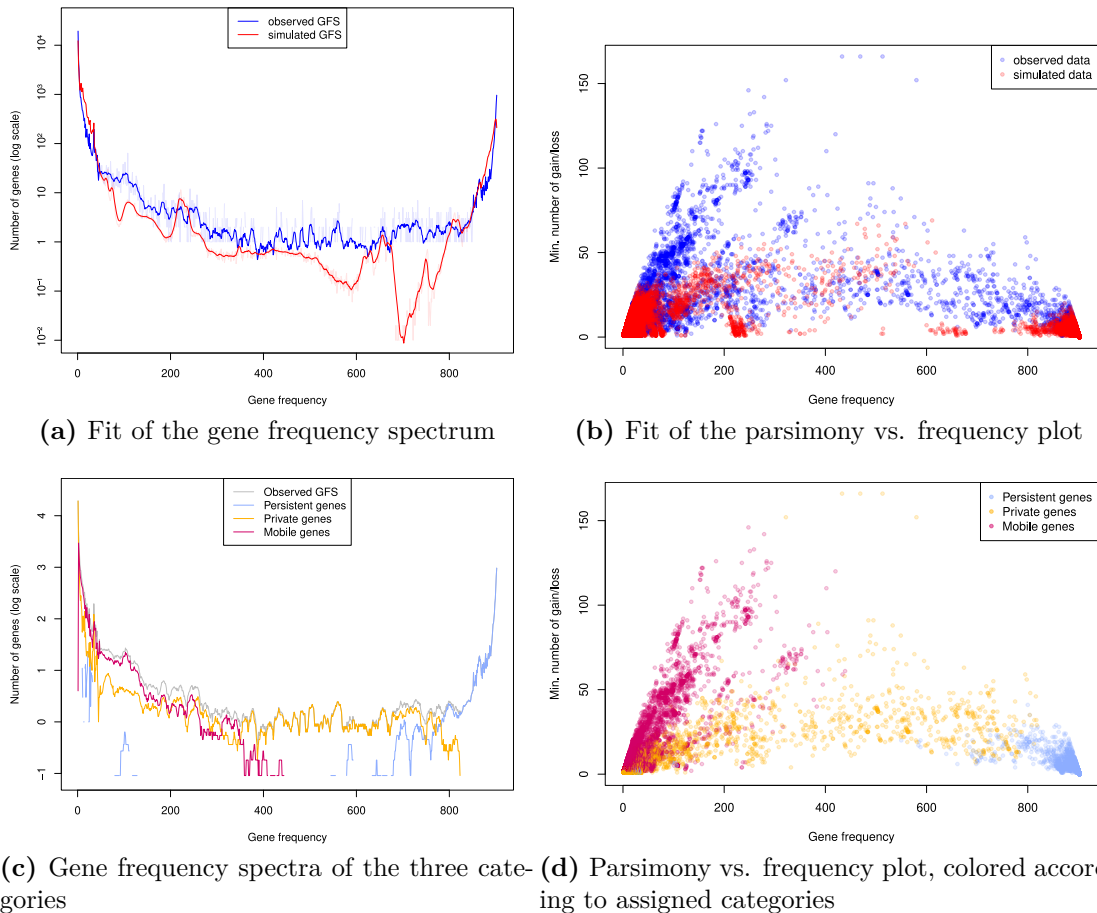 observed GFS
simulated GFS
Number of genes (log scale)
10⁴
10³
10²
10
1
10⁻¹
10⁻²
0 200 400 600 800
Gene frequency
(a) Fit of the gene frequency spectrum
observed data
simulated data
Min. number of gain/loss
150
100
50
0
0 200 400 600 800
Gene frequency
(b) Fit of the parsimony vs. frequency plot
Observed GFS
Persistent genes
Private genes
Mobile genes
Number of genes (log scale)
4
3
2
1
0
−1
0 200 400 600 800
Gene frequency
(c) Gene frequency spectra of the three cate-
gories
Persistent genes
Private genes
Mobile genes
Min. number of gain/loss
150
100
50
0
0 200 400 600 800
Gene frequency
(d) Parsimony vs. frequency plot, colored accor
ing to assigned categories